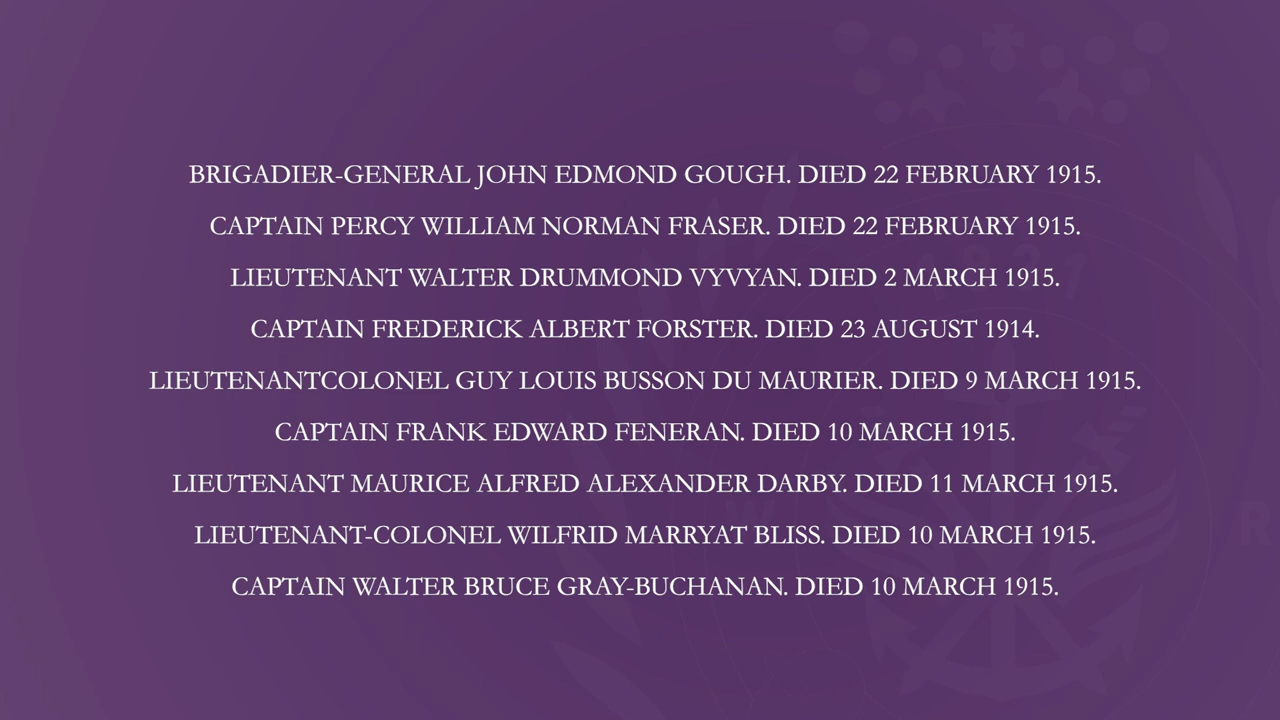 BRIGADIER-GENERAL JOHN EDMOND GOUGH. DIED 22 FEBRUARY 1915.
CAPTAIN PERCY WILLIAM NORMAN FRASER. DIED 22 FEBRUARY 1915.
LIEUTENANT WALTER DRUMMOND VYVYAN. DIED 2 MARCH 1915.
CAPTAIN FREDERICK ALBERT FORSTER. DIED 23 AUGUST 1914.
LIEUTENANTCOLONEL GUY LOUIS BUSSON DU MAURIER. DIED 9 MARCH 1915.
CAPTAIN FRANK EDWARD FENERAN. DIED 10 MARCH 1915.
LIEUTENANT MAURICE ALFRED ALEXANDER DARBY. DIED 11 MARCH 1915.
LIEUTENANT-COLONEL WILFRID MARRYAT BLISS. DIED 10 MARCH 1915.
CAPTAIN WALTER BRUCE GRAY-BUCHANAN. DIED 10 MARCH 1915.